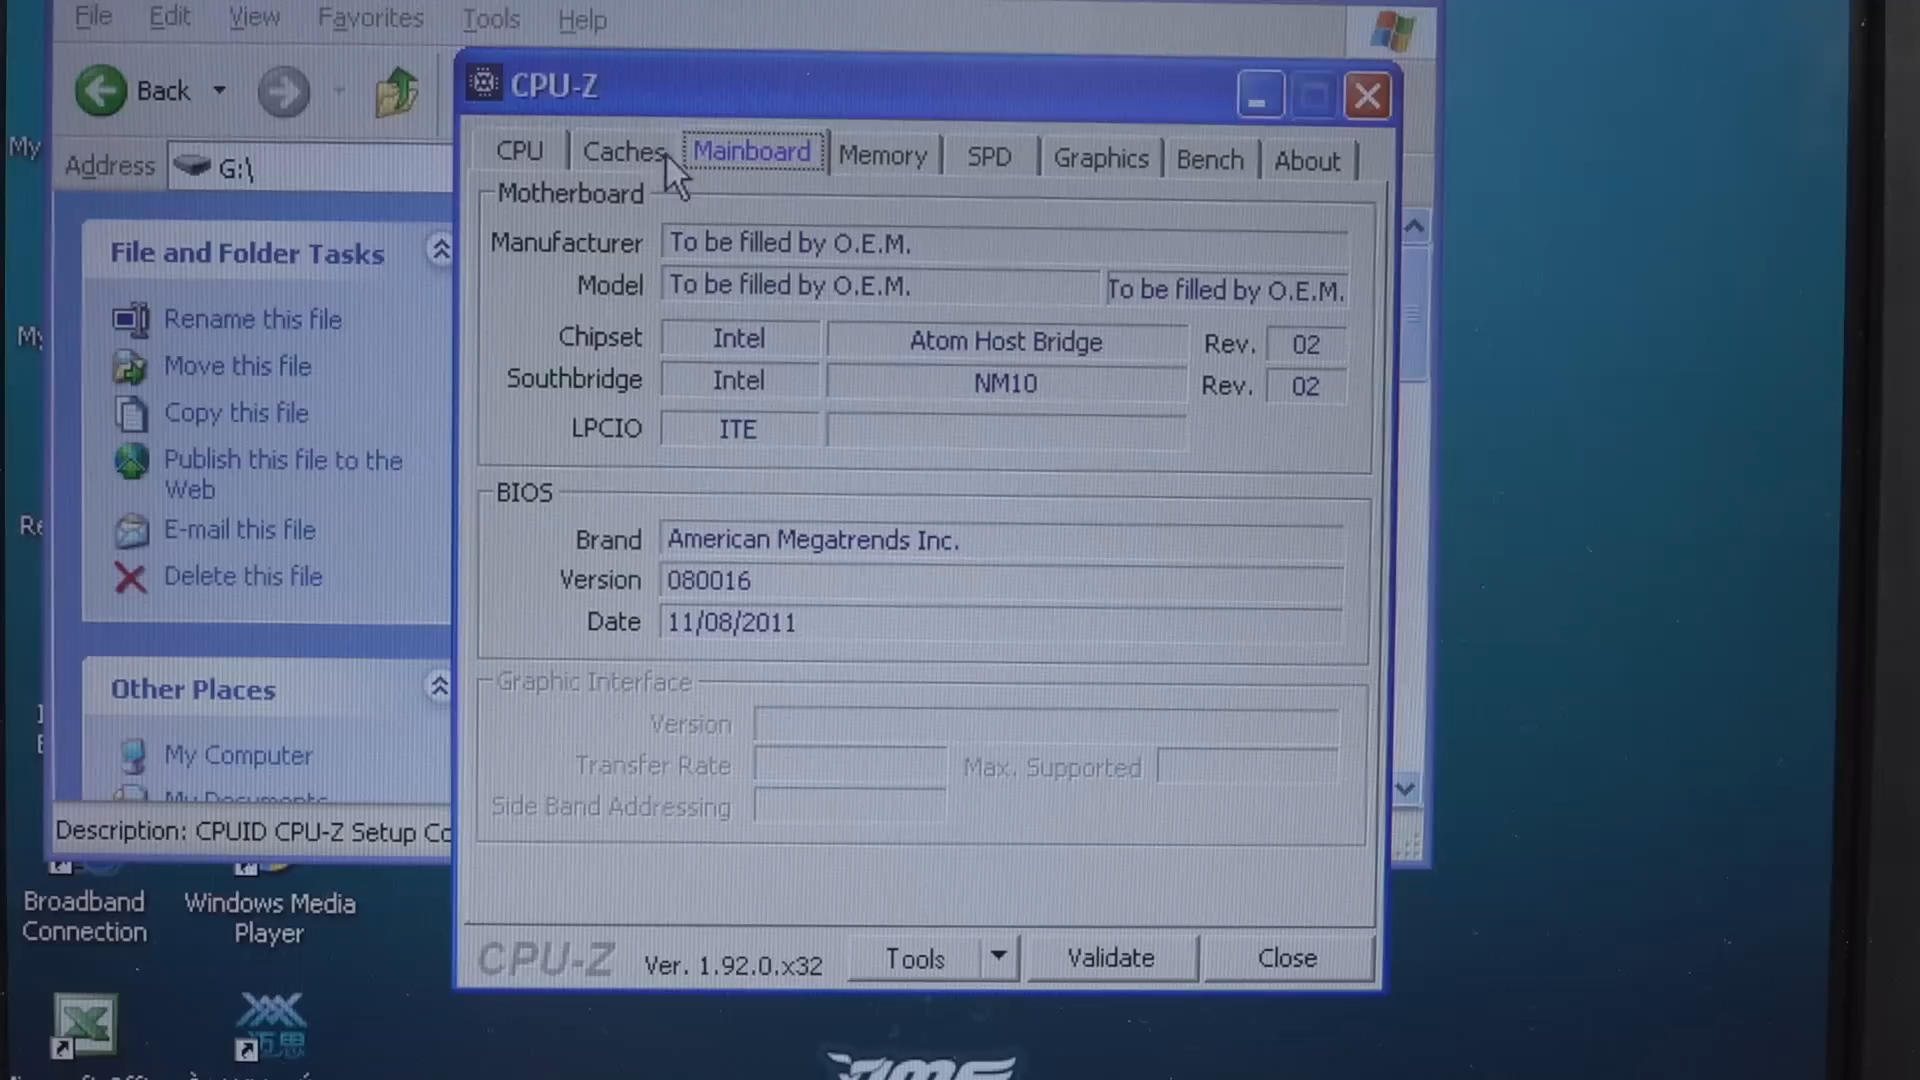 File Edit View Favorites Tools Help
Back
Address G:\
CPU-Z
CPU Caches Mainboard Memory SPD Graphics Bench About
Motherboard
Manufacturer To be filled by O.E.M.
Model To be filled by O.E.M. To be filled by O.E.M.
Chipset Intel Atom Host Bridge Rev. 02
Southbridge Intel NM10 Rev. 02
LPCIO ITE
BIOS
Brand American Megatrends Inc.
Version 080016
Date 11/08/2011
Graphic Interface
Version
Transfer Rate Max. Supported
Side Band Addressing
CPU-Z Ver. 1.92.0.x32 Tools Validate Close
File and Folder Tasks
Rename this file
Move this file
Copy this file
Publish this file to the
Web
E-mail this file
Delete this file
Other Places
My Computer
My Documents
Description: CPUID CPU-Z Setup
My
My
Broadband
Connection
Windows Media
Player
迈思